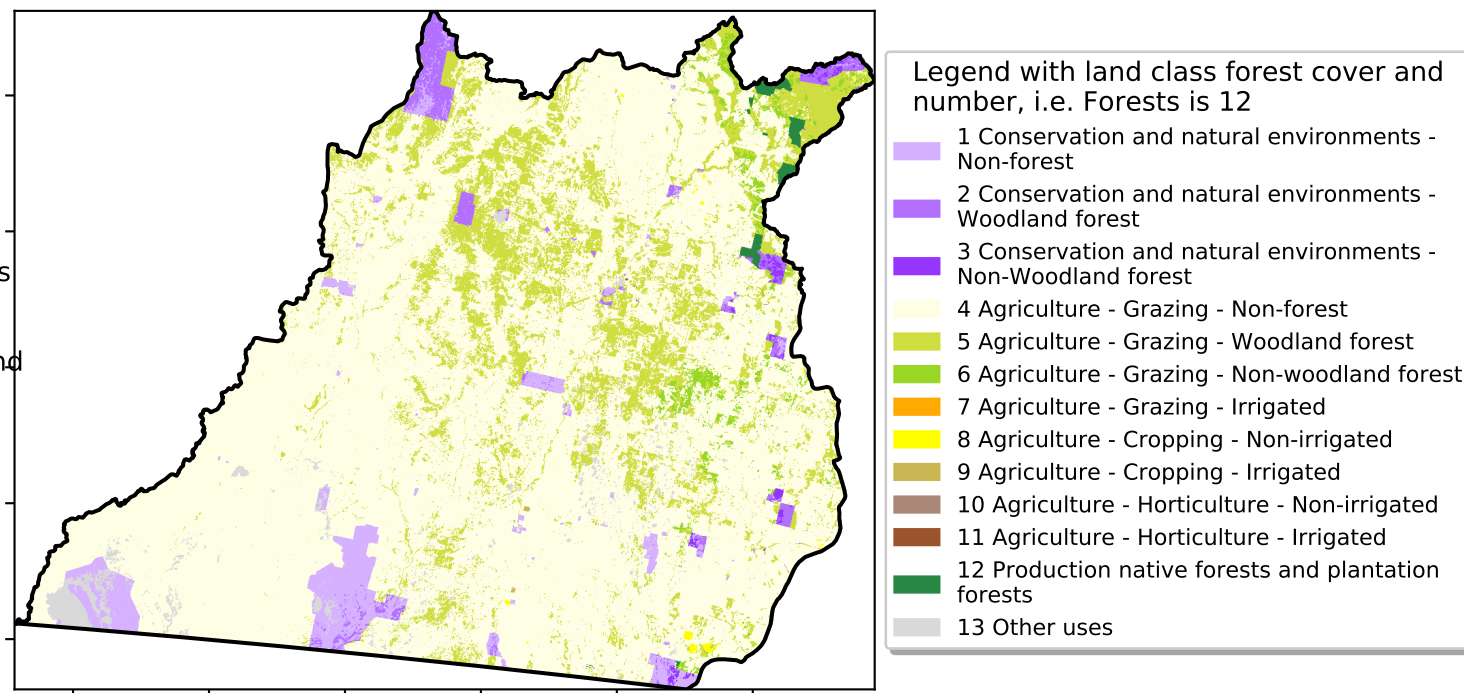 Legend with land class forest cover and
number, i.e. Forests is 12
1 Conservation and natural environments -
Non-forest
2 Conservation and natural environments -
Woodland forest
3 Conservation and natural environments -
Non-Woodland forest
4 Agriculture - Grazing - Non-forest
5 Agriculture - Grazing - Woodland forest
6 Agriculture - Grazing - Non-woodland forest
7 Agriculture - Grazing - Irrigated
8 Agriculture - Cropping - Non-irrigated
9 Agriculture - Cropping - Irrigated
10 Agriculture - Horticulture - Non-irrigated
11 Agriculture - Horticulture - Irrigated
12 Production native forests and plantation
forests
13 Other uses